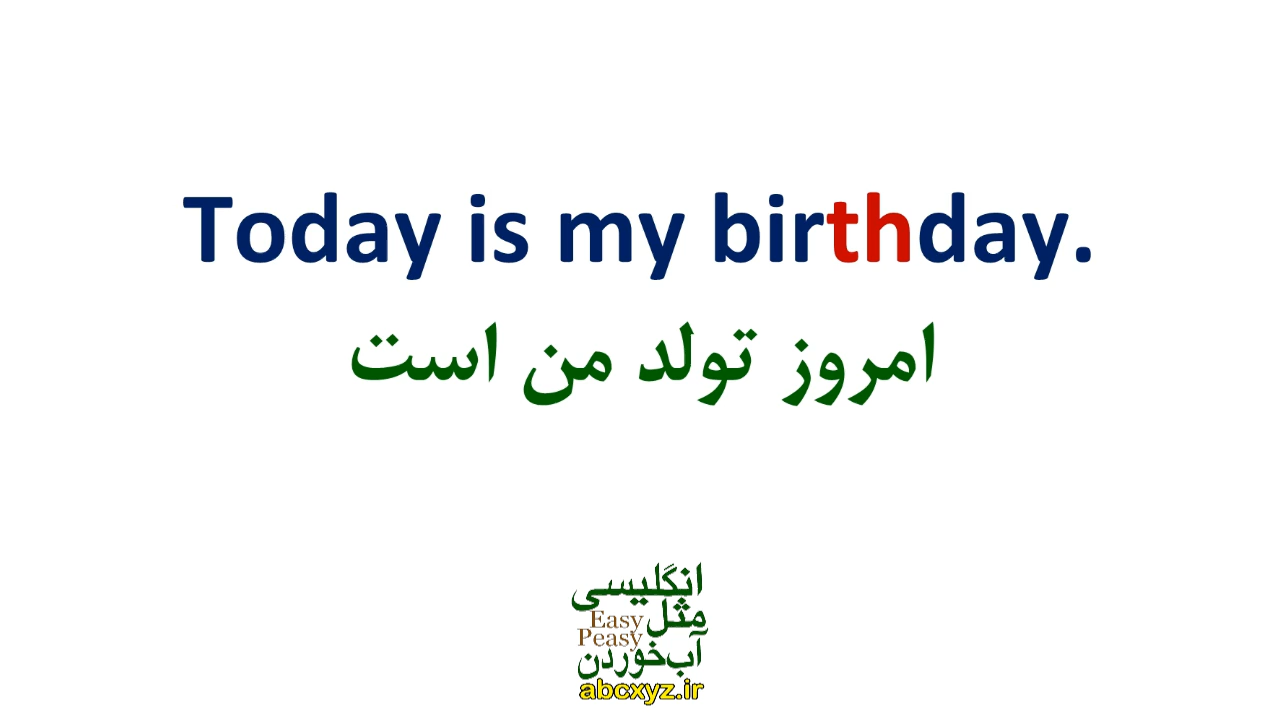 Today is my birthday.
امروز تولد من است
انگلیسی
مثل
Easy
Peasy
آب‌خوردن
abcxyz.ir